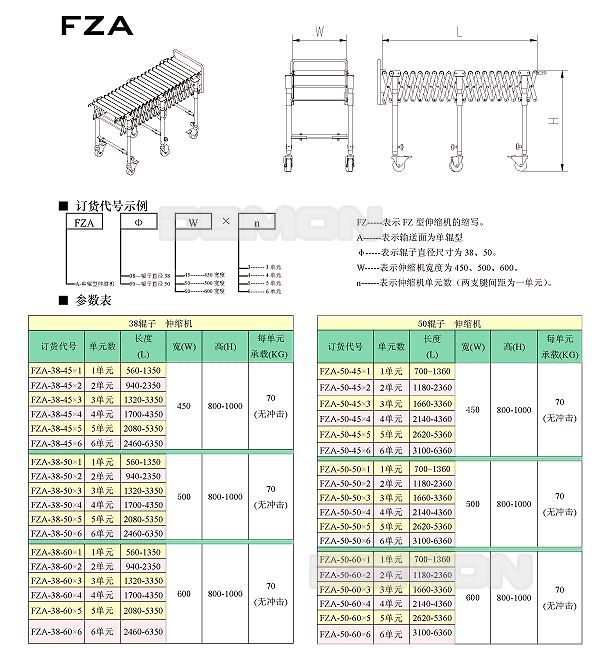 FZA
W
L
H
■ 订货代号示例
FZA Φ W × n
A-单辊型伸缩机
38—辊子直径 38
50—辊子直径 50
45-----450 宽度
50-----500 宽度
60-----600 宽度
3------3 单元
4------4 单元
5------5 单元
6------6 单元
FZ-----表示 FZ 型伸缩机的缩写。
A------表示输送面为单辊型
Φ-----表示辊子直径尺寸为 38、50。
W-----表示伸缩机宽度为 450、500、600。
n------表示伸缩机单元数（两支腿间距为一单元）。
■ 参数表
38辊子 伸缩机
订货代号 单元数 长度(L) 宽(W) 高(H) 每单元承载(KG)
FZA-38-45×1 1单元 560-1350 450 800-1000 70(无冲击)
FZA-38-45×2 2单元 940-2350
FZA-38-45×3 3单元 1320-3350
FZA-38-45×4 4单元 1700-4350
FZA-38-45×5 5单元 2080-5350
FZA-38-45×6 6单元 2460-6350
FZA-38-50×1 1单元 560-1350 500 800-1000 70(无冲击)
FZA-38-50×2 2单元 940-2350
FZA-38-50×3 3单元 1320-3350
FZA-38-50×4 4单元 1700-4350
FZA-38-50×5 5单元 2080-5350
FZA-38-50×6 6单元 2460-6350
FZA-38-60×1 1单元 560-1350 600 800-1000 70(无冲击)
FZA-38-60×2 2单元 940-2350
FZA-38-60×3 3单元 1320-3350
FZA-38-60×4 4单元 1700-4350
FZA-38-60×5 5单元 2080-5350
FZA-38-60×6 6单元 2460-6350
50辊子 伸缩机
订货代号 单元数 长度(L) 宽(W) 高(H) 每单元承载(KG)
FZA-50-45×1 1单元 700-1360 450 800-1000 70(无冲击)
FZA-50-45×2 2单元 1180-2360
FZA-50-45×3 3单元 1660-3360
FZA-50-45×4 4单元 2140-4360
FZA-50-45×5 5单元 2620-5360
FZA-50-45×6 6单元 3100-6360
FZA-50-50×1 1单元 700-1360 500 800-1000 70(无冲击)
FZA-50-50×2 2单元 1180-2360
FZA-50-50×3 3单元 1660-3360
FZA-50-50×4 4单元 2140-4360
FZA-50-50×5 5单元 2620-5360
FZA-50-50×6 6单元 3100-6360
FZA-50-60×1 1单元 700-1360 600 800-1000 70(无冲击)
FZA-50-60×2 2单元 1180-2360
FZA-50-60×3 3单元 1660-3360
FZA-50-60×4 4单元 2140-4360
FZA-50-60×5 5单元 2620-5360
FZA-50-60×6 6单元 3100-6360